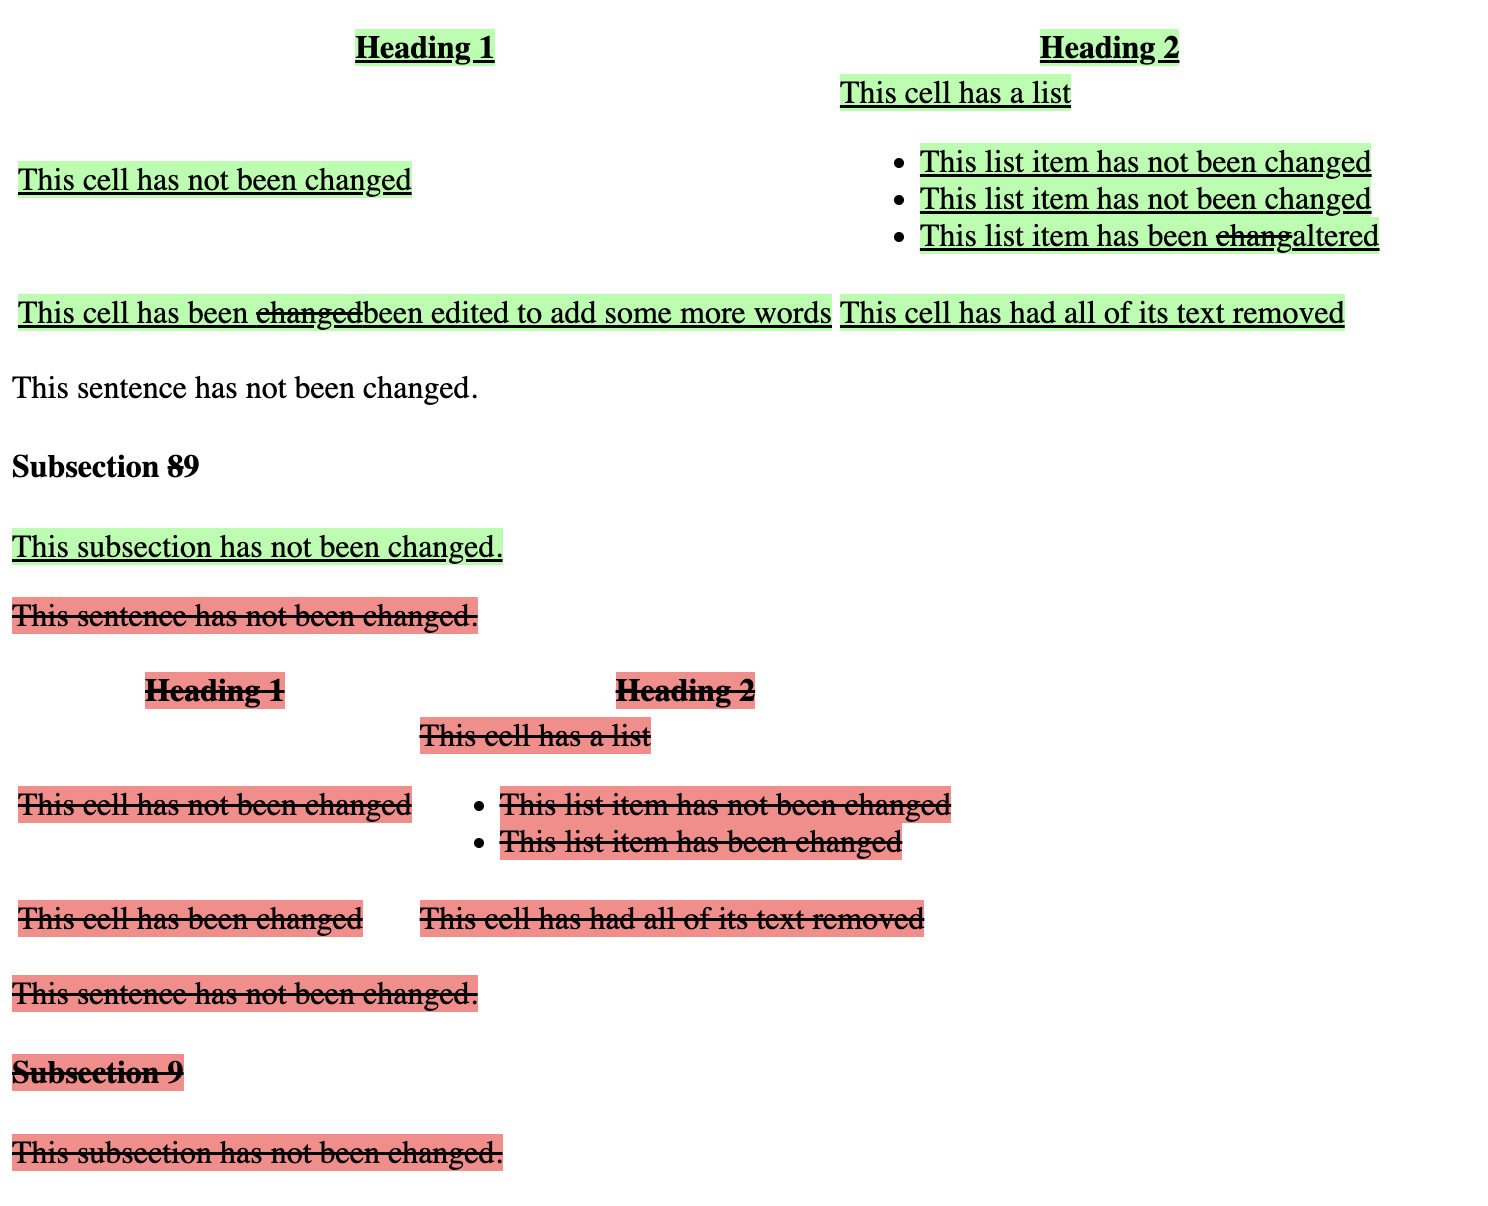 Heading 1 Heading 2
This cell has a list
This cell has not been changed
This list item has not been changed
This list item has not been changed
This list item has been changaltered
This cell has been changedbeen edited to add some more words This cell has had all of its text removed
This sentence has not been changed.
Subsection 89
This subsection has not been changed.
This sentence has not been changed.
Heading 1 Heading 2
This cell has a list
This cell has not been changed
This list item has not been changed
This list item has been changed
This cell has been changed This cell has had all of its text removed
This sentence has not been changed.
Subsection 9
This subsection has not been changed.